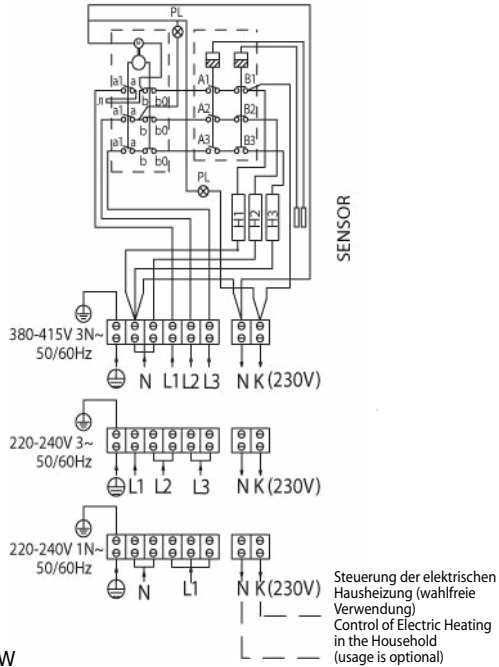 PL
M
a1 a b b0 A1 B1
Л
a1 a b b0 A2 B2
a1 a b b0 A3 B3
PL
H1 H2 H3
SENSOR
380-415V 3N~
50/60Hz
N L1 L2 L3 N K (230V)
220-240V 3~
50/60Hz
L1 L2 L3 N K (230V)
220-240V 1N~
50/60Hz
N L1 N K (230V)
Steuerung der elektrischen
Hausheizung (wahlfreie
Verwendung)
Control of Electric Heating
in the Household
(usage is optional)
W